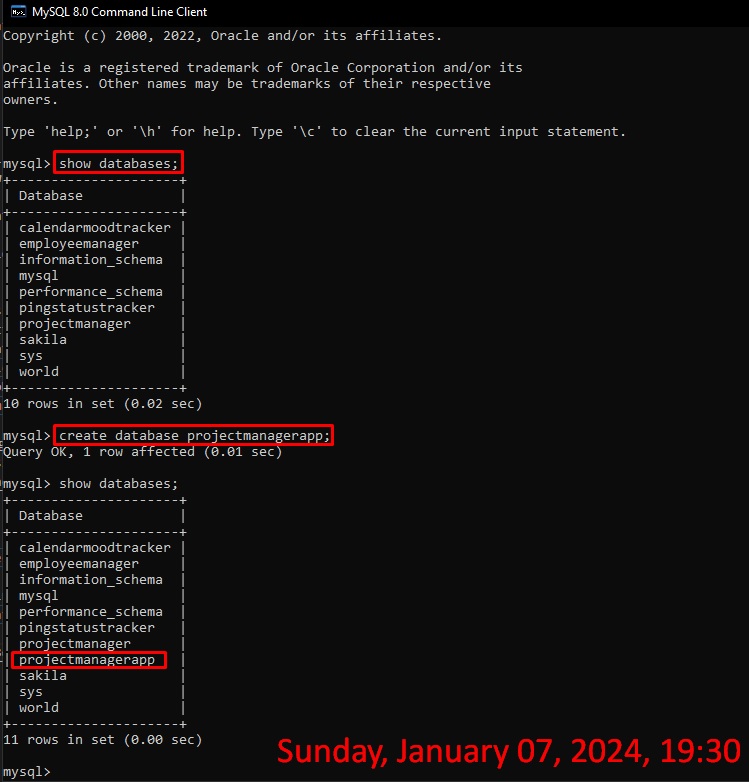 MySQL 8.0 Command Line Client
Copyright (c) 2000, 2022, Oracle and/or its affiliates.
Oracle is a registered trademark of Oracle Corporation and/or its
affiliates. Other names may be trademarks of their respective
owners.
Type 'help;' or '\h' for help. Type '\c' to clear the current input statement.
mysql> show databases;
+----------------------+
| Database             |
+----------------------+
| calendarmoodtracker  |
| employeemanager      |
| information_schema   |
| mysql                |
| performance_schema   |
| pingstatustracker    |
| projectmanager       |
| sakila               |
| sys                  |
| world                |
+----------------------+
10 rows in set (0.02 sec)
mysql> create database projectmanagerapp;
Query OK, 1 row affected (0.01 sec)
mysql> show databases;
+----------------------+
| Database             |
+----------------------+
| calendarmoodtracker  |
| employeemanager      |
| information_schema   |
| mysql                |
| performance_schema   |
| pingstatustracker    |
| projectmanager       |
| projectmanagerapp    |
| sakila               |
| sys                  |
| world                |
+----------------------+
11 rows in set (0.00 sec)
Sunday, January 07, 2024, 19:30
mysql>